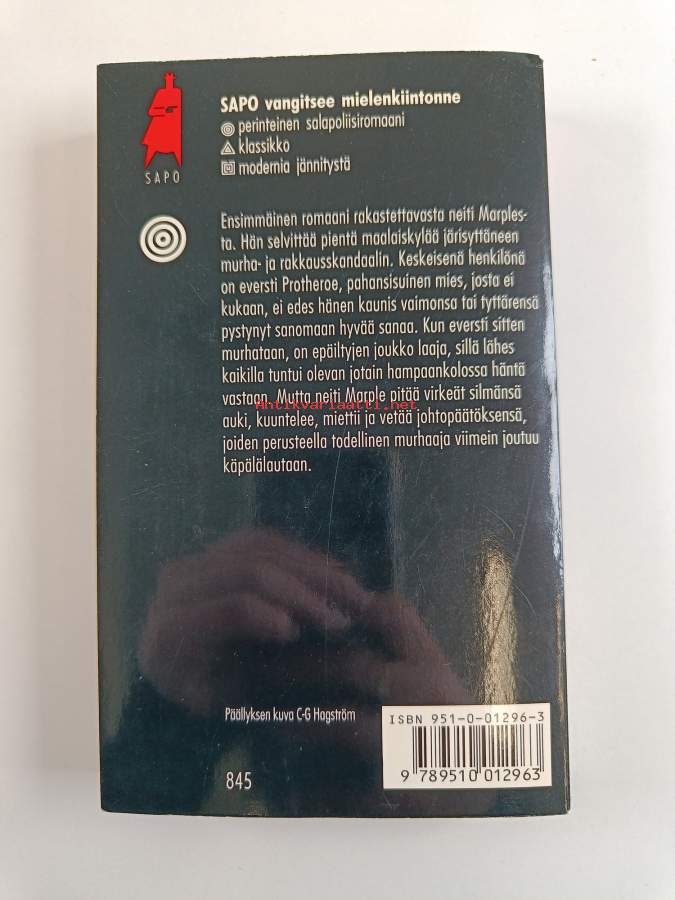 SAPO vangitsee mielenkiintonne
perinteinen salapoliisiromaani
klassikko
modernia jännitystä
SAPO
Ensimmäinen romaani rakastettavasta neiti Marples-
ta. Hän selvittää pientä maalaiskylää järisyttäneen
murha- ja rakkausskandaalin. Keskeisenä henkilönä
on eversti Protheroe, pahansisuinen mies, josta ei
kukaan, ei edes hänen kaunis vaimonsa tai tyttärensä
pystynyt sanomaan hyvää sanaa. Kun eversti sitten
murhataan, on epäiltyjen joukko laaja, sillä lähes
kaikilla tuntui olevan jotain hampaankolossa häntä
vastaan. Mutta neiti Marple pitää virkeät silmänsä
Antikvariaatti.net
auki, kuuntelee, miettii ja vetää johtopäätöksensä,
joiden perusteella todellinen murhaaja viimein joutuu
käpälälautaan.
Päällyksen kuva C-G Hagström
ISBN 951-0-01296-3
9 789510 012963
845